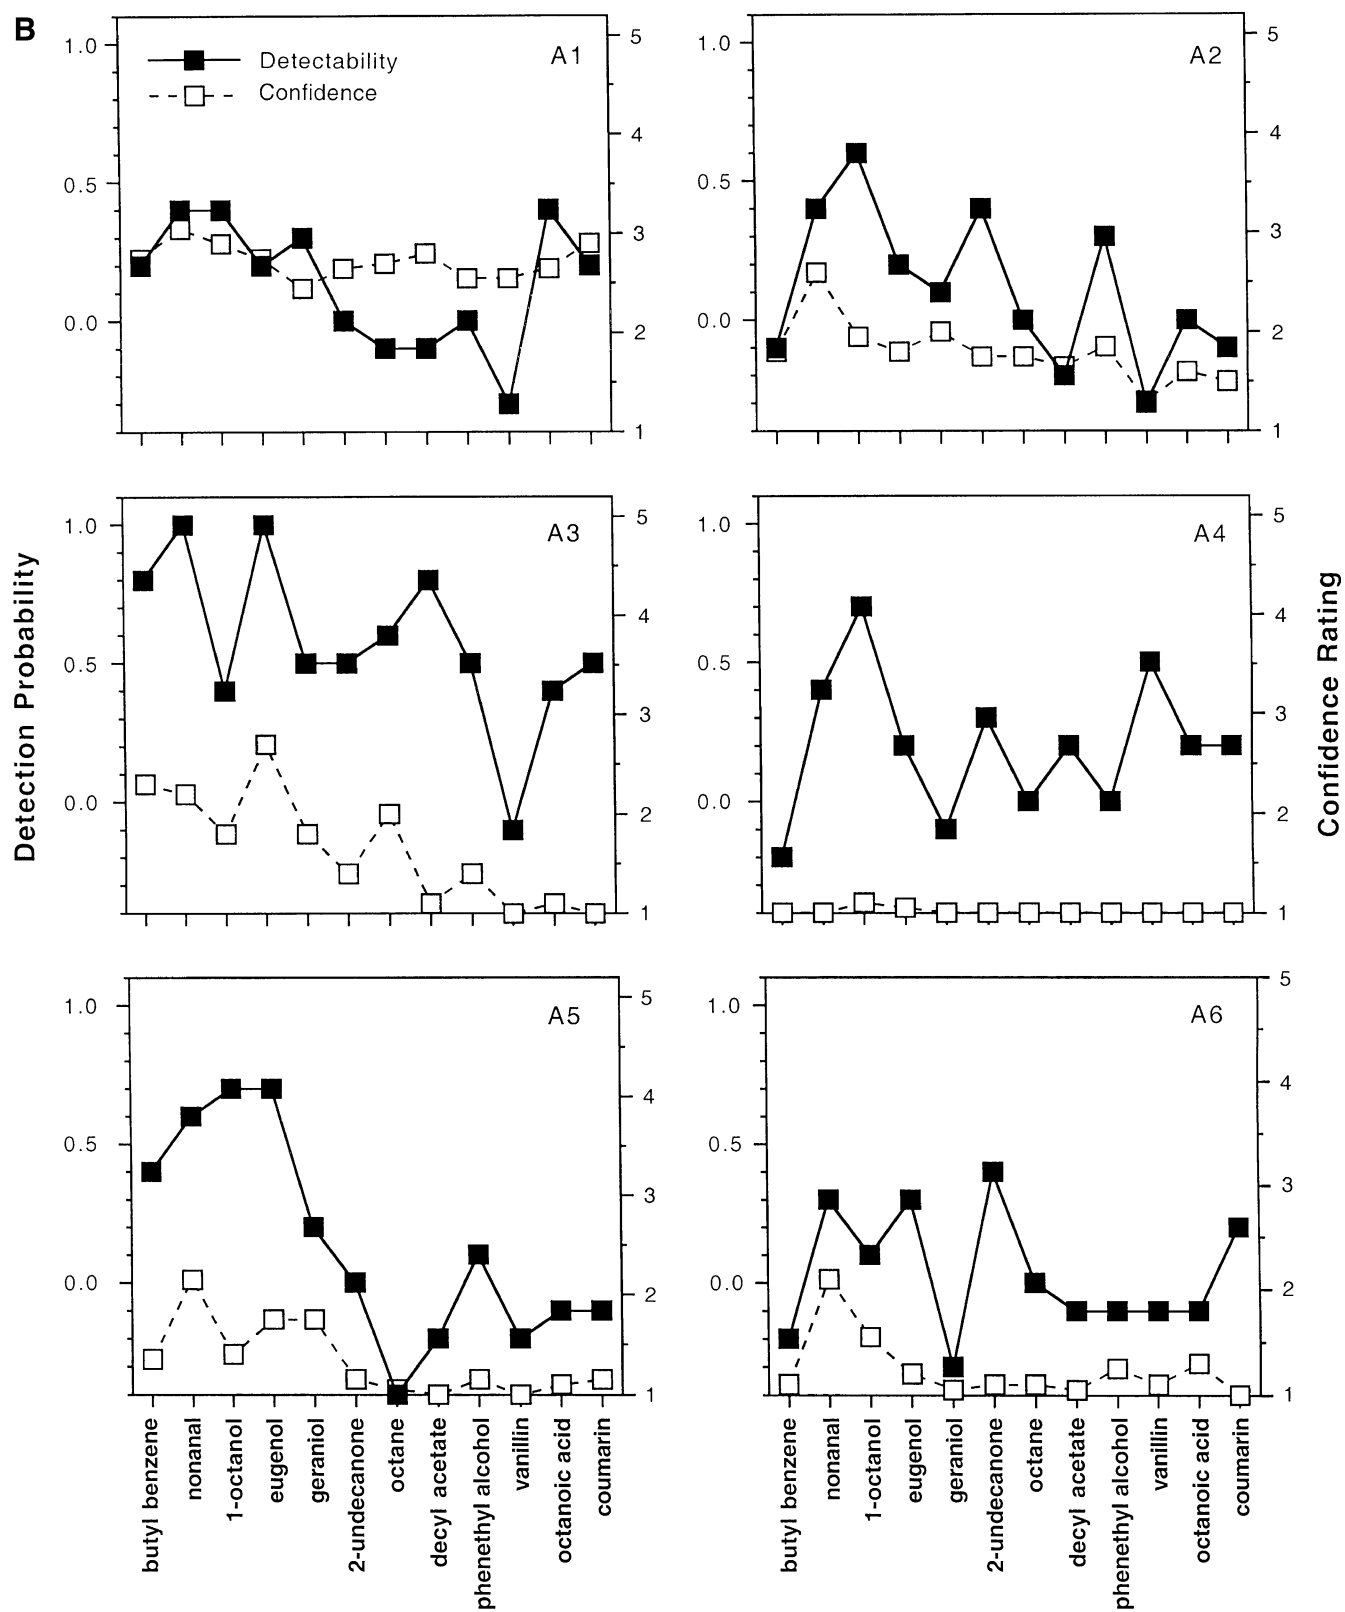 B
Detectability
Confidence
A1
1.0
0.5
0.0
5
4
3
2
1
A2
1.0
0.5
0.0
5
4
3
2
1
Detection Probability
A3
1.0
0.5
0.0
5
4
3
2
1
A4
1.0
0.5
0.0
5
4
3
2
1
Confidence Rating
A5
1.0
0.5
0.0
5
4
3
2
1
butyl benzene
nonanal
1-octanol
eugenol
geraniol
2-undecanone
octane
decyl acetate
phenethyl alcohol
vanillin
octanoic acid
coumarin
A6
1.0
0.5
0.0
5
4
3
2
1
butyl benzene
nonanal
1-octanol
eugenol
geraniol
2-undecanone
octane
decyl acetate
phenethyl alcohol
vanillin
octanoic acid
coumarin